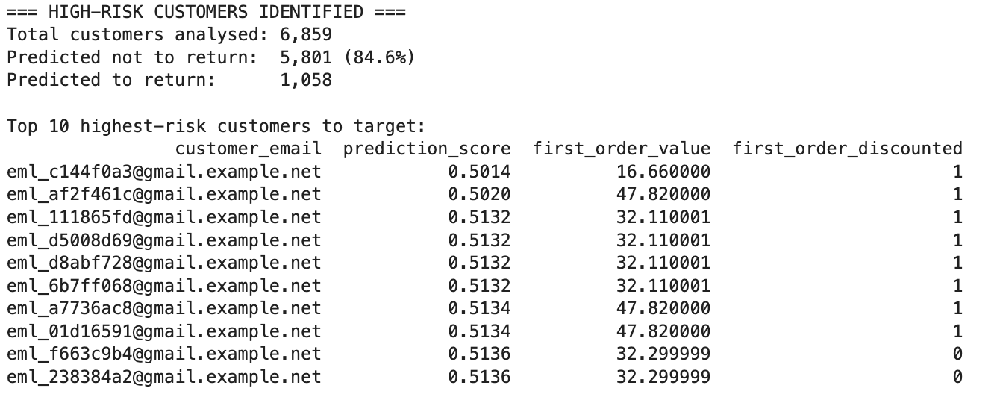 === HIGH-RISK CUSTOMERS IDENTIFIED ===
Total customers analysed: 6,859
Predicted not to return:  5,801 (84.6%)
Predicted to return:      1,058

Top 10 highest-risk customers to target:
                customer_email  prediction_score  first_order_value  first_order_discounted
eml_c144f0a3@gmail.example.net            0.5014          16.660000                       1
eml_af2f461c@gmail.example.net            0.5020          47.820000                       1
eml_111865fd@gmail.example.net            0.5132          32.110001                       1
eml_d5008d69@gmail.example.net            0.5132          32.110001                       1
eml_d8abf728@gmail.example.net            0.5132          32.110001                       1
eml_6b7ff068@gmail.example.net            0.5132          32.110001                       1
eml_a7736ac8@gmail.example.net            0.5134          47.820000                       1
eml_01d16591@gmail.example.net            0.5134          47.820000                       1
eml_f663c9b4@gmail.example.net            0.5136          32.299999                       0
eml_238384a2@gmail.example.net            0.5136          32.299999                       0